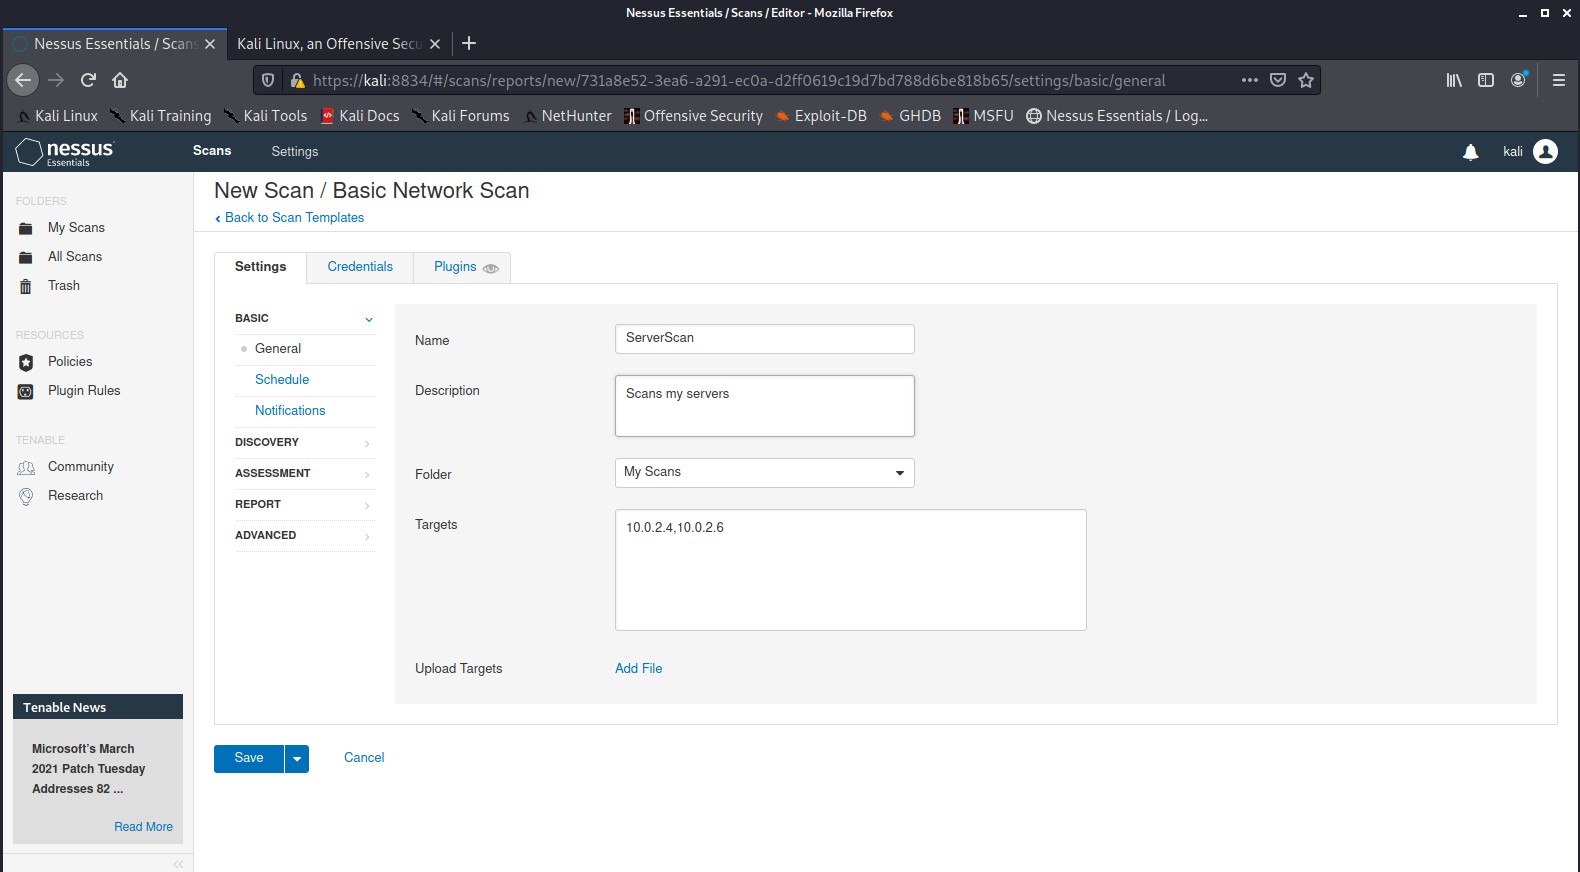 Nessus Essentials / Scans / Editor - Mozilla Firefox
Nessus Essentials / Scans
Kali Linux, an Offensive Secu
https://kali:8834/#/scans/reports/new/731a8e52-3ea6-a291-ec0a-d2ff0619c19d7bd788d6be818b65/settings/basic/general
Kali Linux Kali Training Kali Tools Kali Docs Kali Forums NetHunter Offensive Security Exploit-DB GHDB MSFU Nessus Essentials / Log...
nessus
Essentials
Scans Settings kali
FOLDERS
My Scans
All Scans
Trash
RESOURCES
Policies
Plugin Rules
TENABLE
Community
Research
Tenable News
Microsoft's March
2021 Patch Tuesday
Addresses 82 ...
Read More
New Scan / Basic Network Scan
Back to Scan Templates
Settings Credentials Plugins
BASIC
General
Schedule
Notifications
DISCOVERY
ASSESSMENT
REPORT
ADVANCED
Name ServerScan
Description Scans my servers
Folder My Scans
Targets 10.0.2.4,10.0.2.6
Upload Targets Add File
Save Cancel